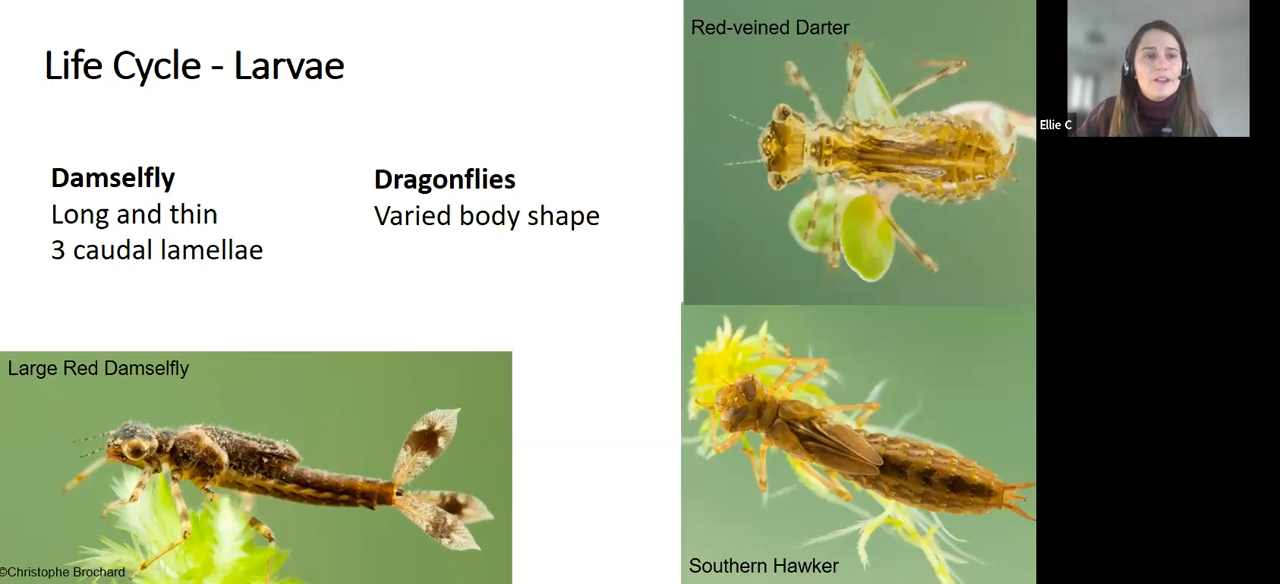 Life Cycle - Larvae
Damselfly
Long and thin
3 caudal lamellae
Dragonflies
Varied body shape
Large Red Damselfly
©Christophe Brochard
Red-veined Darter
Southern Hawker
Ellie C